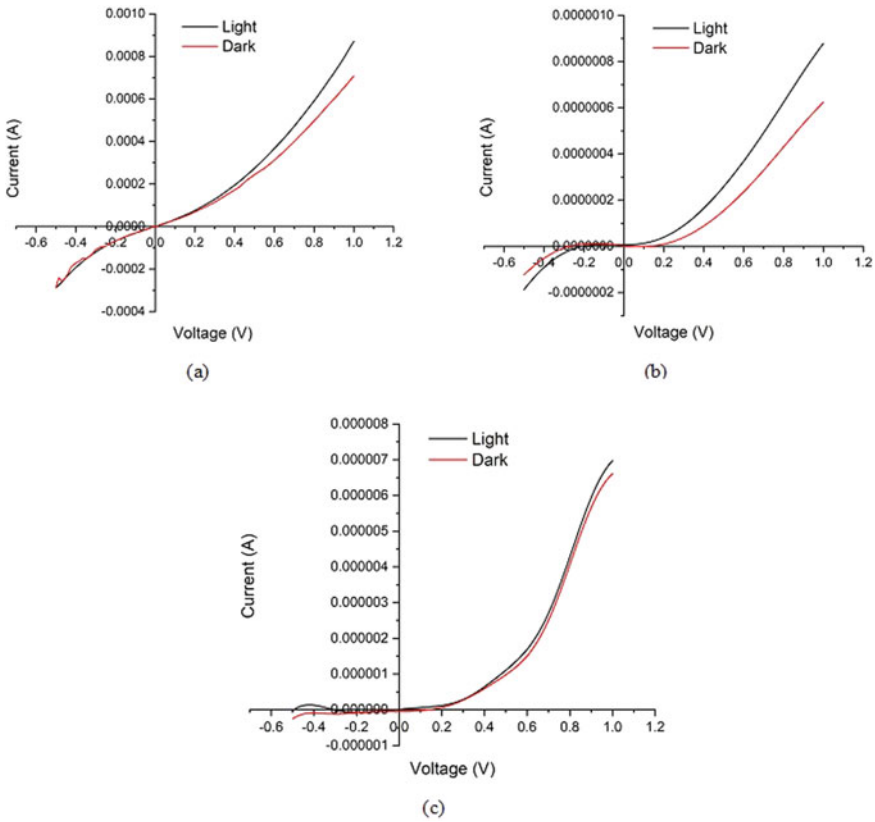 0.0010
0.0008
0.0006
0.0004
0.0002
0.0000
-0.0002
-0.0004
Current (A)
Light
Dark
-0.6 -0.4 -0.2 0.0 0.2 0.4 0.6 0.8 1.0 1.2
Voltage (V)
(a)
0.0000010
0.0000008
0.0000006
0.0000004
0.0000002
0.0000000
-0.0000002
Current (A)
Light
Dark
-0.6 -0.4 -0.2 0.0 0.2 0.4 0.6 0.8 1.0 1.2
Voltage (V)
(b)
0.000008
0.000007
0.000006
0.000005
0.000004
0.000003
0.000002
0.000001
0.000000
-0.000001
Current (A)
Light
Dark
-0.6 -0.4 -0.2 0.0 0.2 0.4 0.6 0.8 1.0 1.2
Voltage (V)
(c)